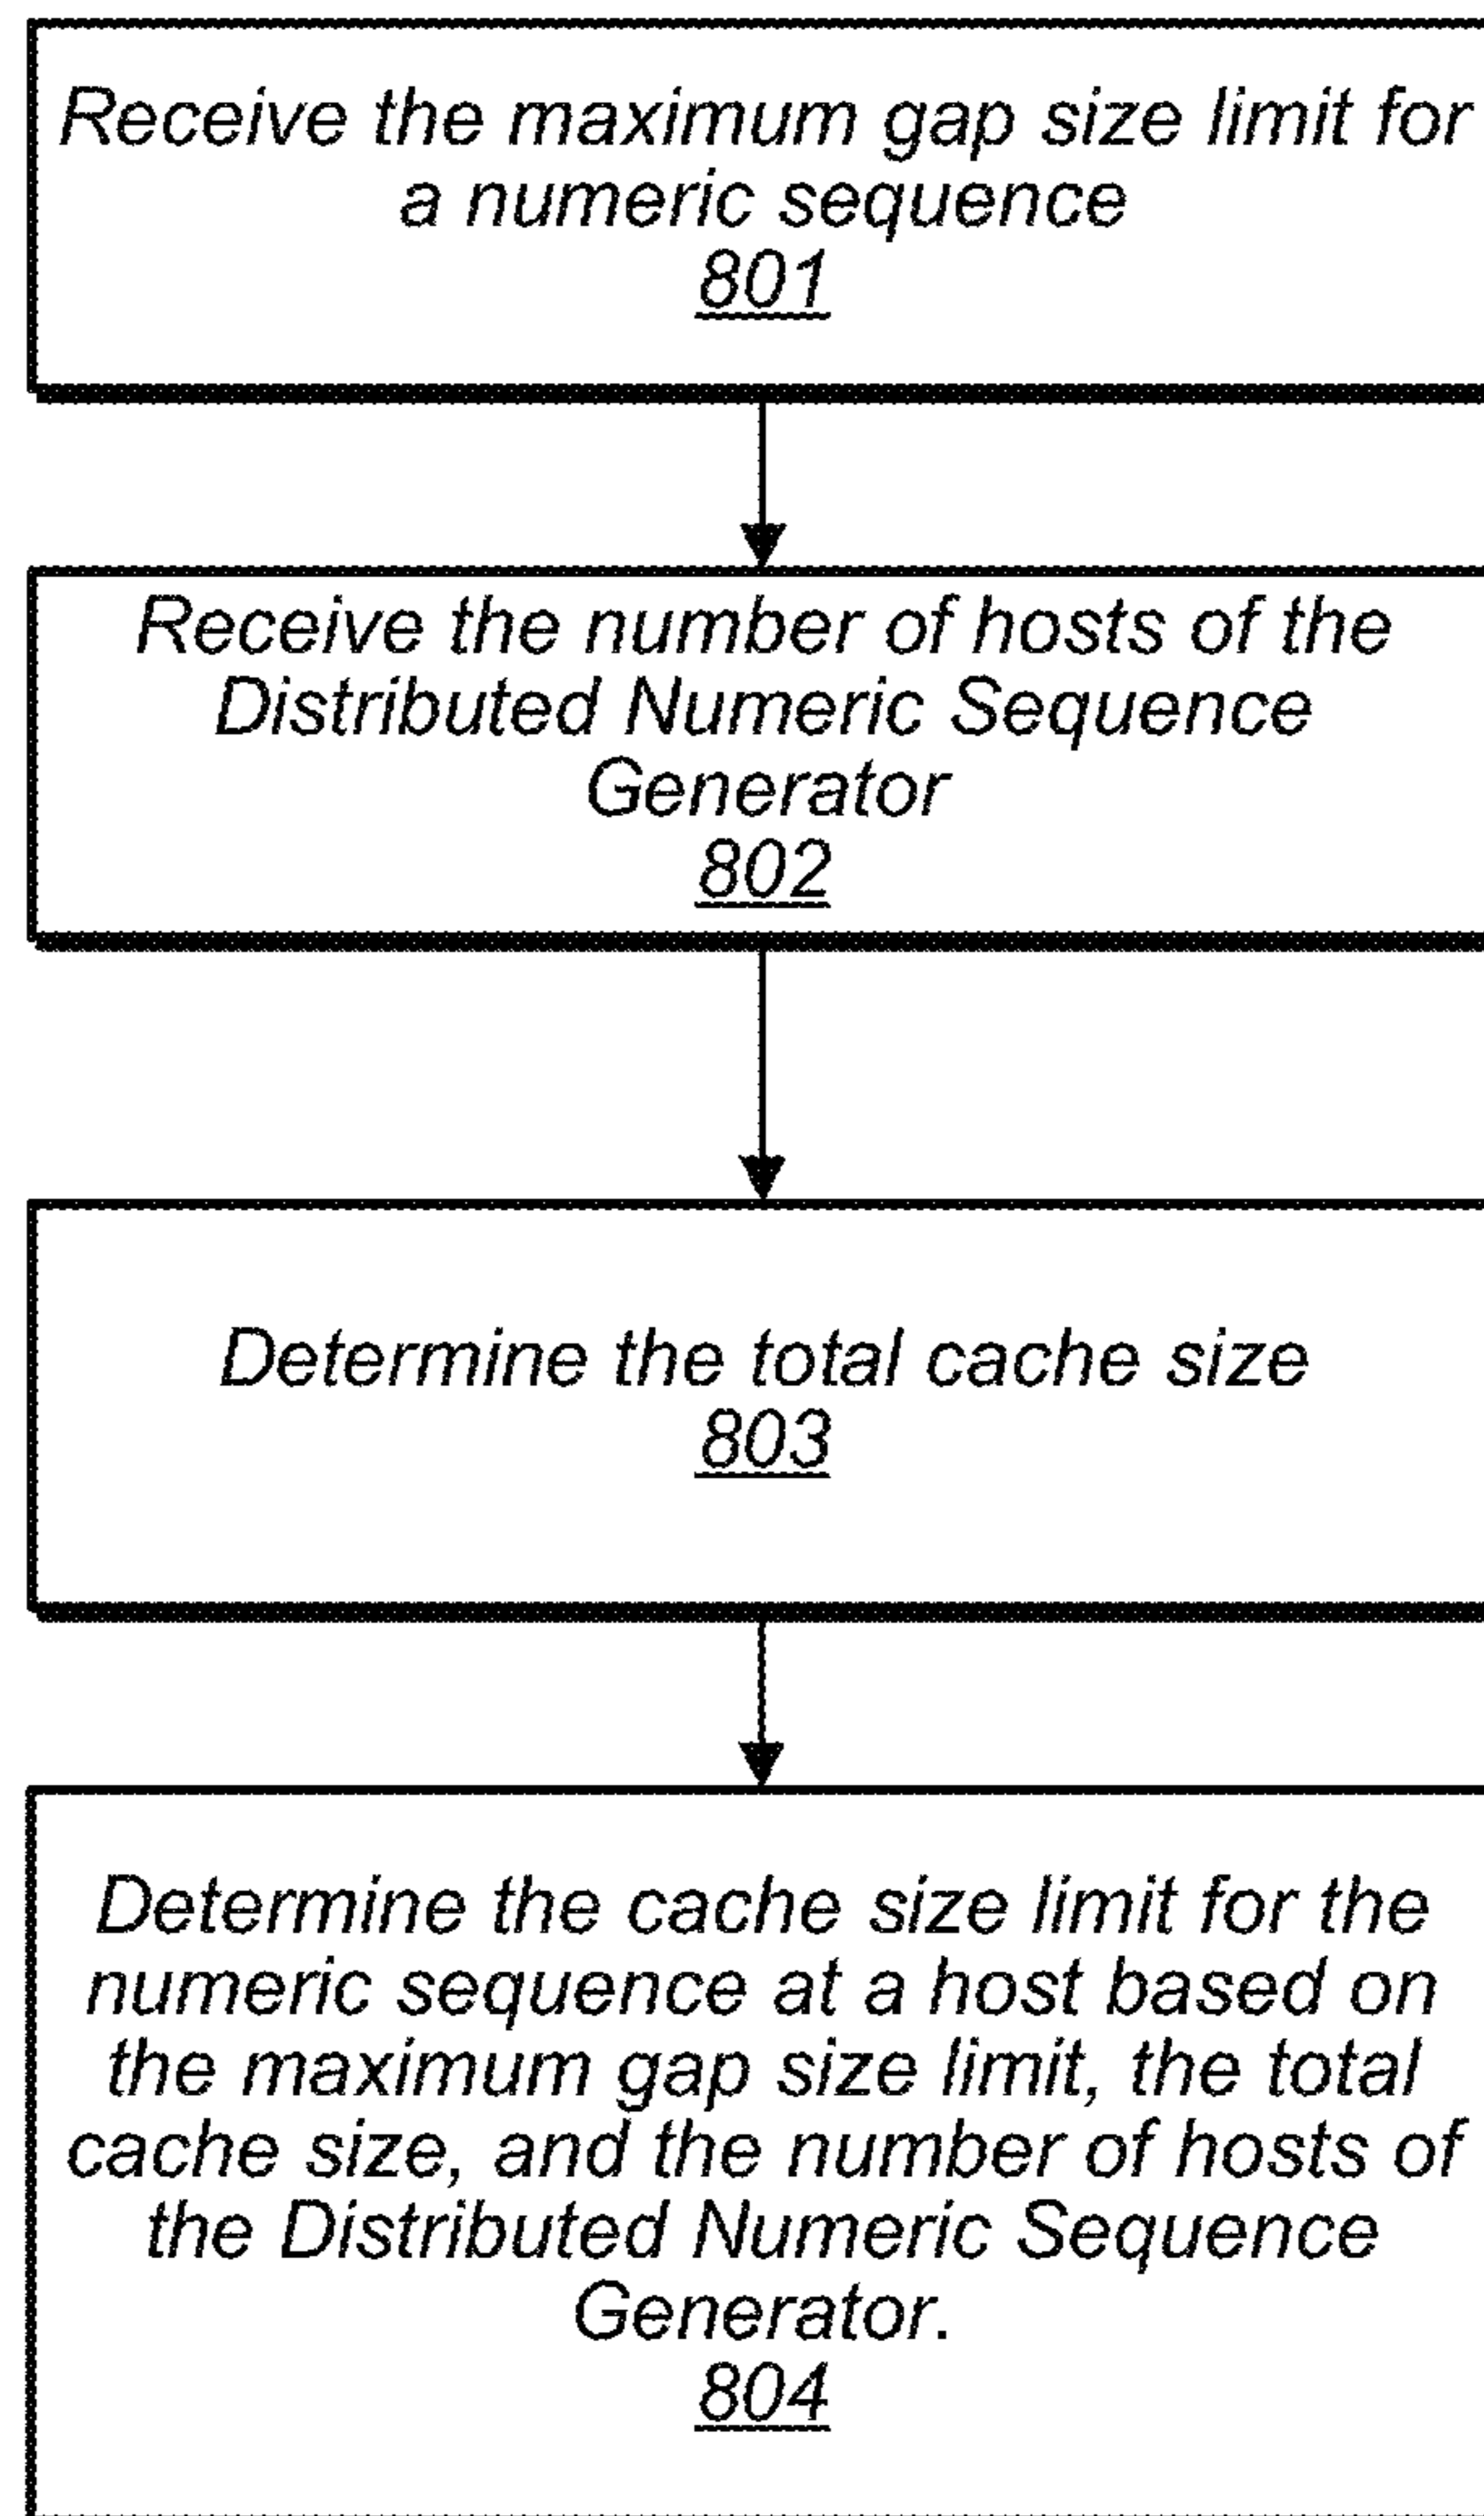 Receive the maximum gap size limit for
a numeric sequence
801
Receive the number of hosts of the
Distributed Numeric Sequence
Generator
802
Determine the total cache size
803
Determine the cache size limit for the
numeric sequence at a host based on
the maximum gap size limit, the total
cache size, and the number of hosts of
the Distributed Numeric Sequence
Generator.
804